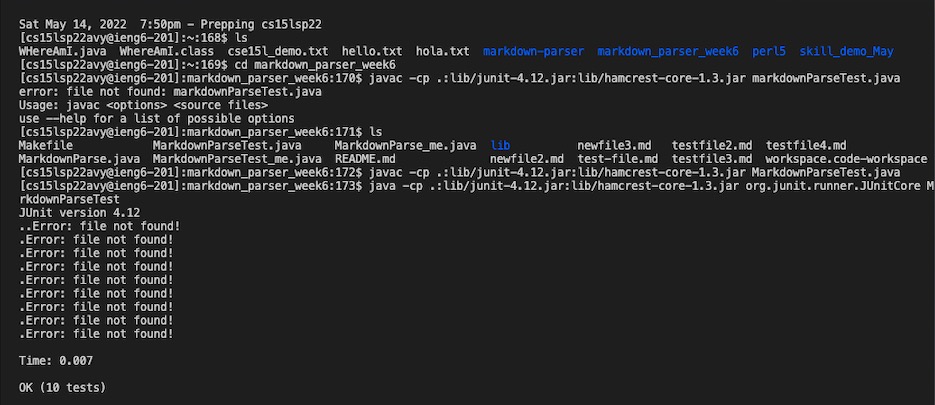 Sat May 14, 2022  7:50pm - Prepping cs15lsp22
[cs15lsp22avy@ieng6-201]:~:168$ ls
WHereAmI.java  WhereAmI.class  cse15l_demo.txt  hello.txt  hola.txt  markdown-parser  markdown_parser_week6  perl5  skill_demo_May
[cs15lsp22avy@ieng6-201]:~:169$ cd markdown_parser_week6
[cs15lsp22avy@ieng6-201]:markdown_parser_week6:170$ javac -cp .:lib/junit-4.12.jar:lib/hamcrest-core-1.3.jar markdownParseTest.java
error: file not found: markdownParseTest.java
Usage: javac <options> <source files>
use --help for a list of possible options
[cs15lsp22avy@ieng6-201]:markdown_parser_week6:171$ ls
Makefile            MarkdownParseTest.java     MarkdownParse_me.java  lib          newfile3.md   testfile2.md  testfile4.md
MarkdownParse.java  MarkdownParseTest_me.java  README.md              newfile2.md  test-file.md  testfile3.md  workspace.code-workspace
[cs15lsp22avy@ieng6-201]:markdown_parser_week6:172$ javac -cp .:lib/junit-4.12.jar:lib/hamcrest-core-1.3.jar MarkdownParseTest.java
[cs15lsp22avy@ieng6-201]:markdown_parser_week6:173$ java -cp .:lib/junit-4.12.jar:lib/hamcrest-core-1.3.jar org.junit.runner.JUnitCore M
rkdownParseTest
JUnit version 4.12
..Error: file not found!
.Error: file not found!
.Error: file not found!
.Error: file not found!
.Error: file not found!
.Error: file not found!
.Error: file not found!
.Error: file not found!
.Error: file not found!

Time: 0.007

OK (10 tests)